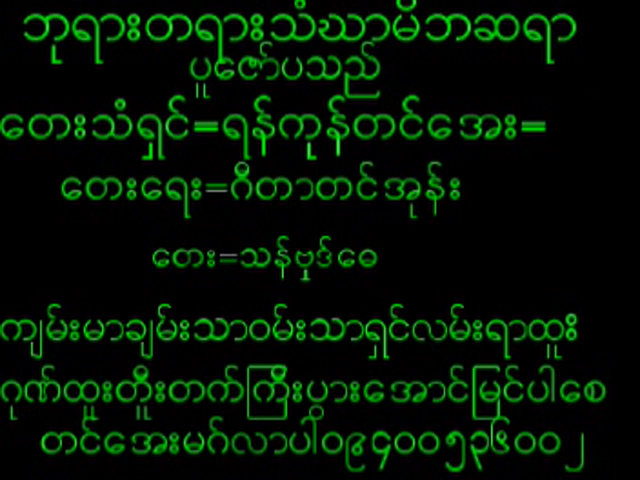 ဘုရားတရားသံဃာမိဘဆရာ
ပူဇော်ပသည်
တေးသံရှင်=ရန်ကုန်တင်အေး=
တေးရေး=ဂီတာတင်အုန်း
တေး=သန်ဗုဒ်ဓေ
ကျမ်းမာချမ်းသာဝမ်းသာရှင်လမ်းရာထူး
ဂုဏ်ထူးတိုးတက်ကြီးပွားအောင်မြင်ပါစေ
တင်အေးမင်္ဂလာပါ၀၉၄၀၀၅၃၆၀၀၂